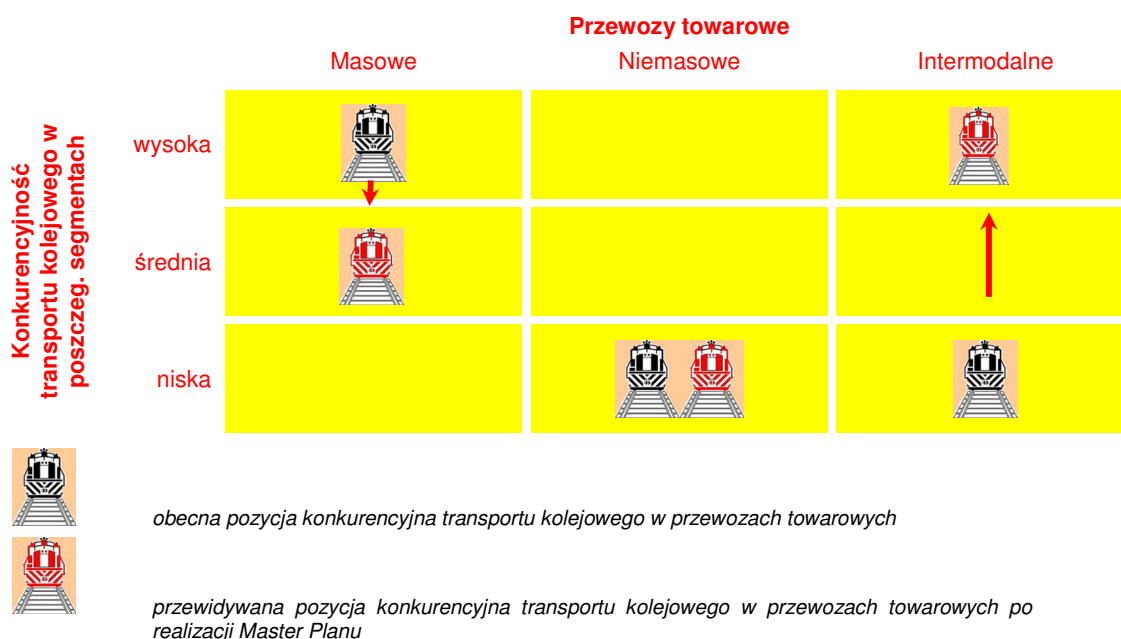 Przewozy towarowe
Masowe Niemasowe Intermodalne
Konkurencyjność
transportu kolejowego w
poszczeg. segmentach
wysoka
średnia
niska
obecna pozycja konkurencyjna transportu kolejowego w przewozach towarowych
przewidywana pozycja konkurencyjna transportu kolejowego w przewozach towarowych po
realizacji Master Planu